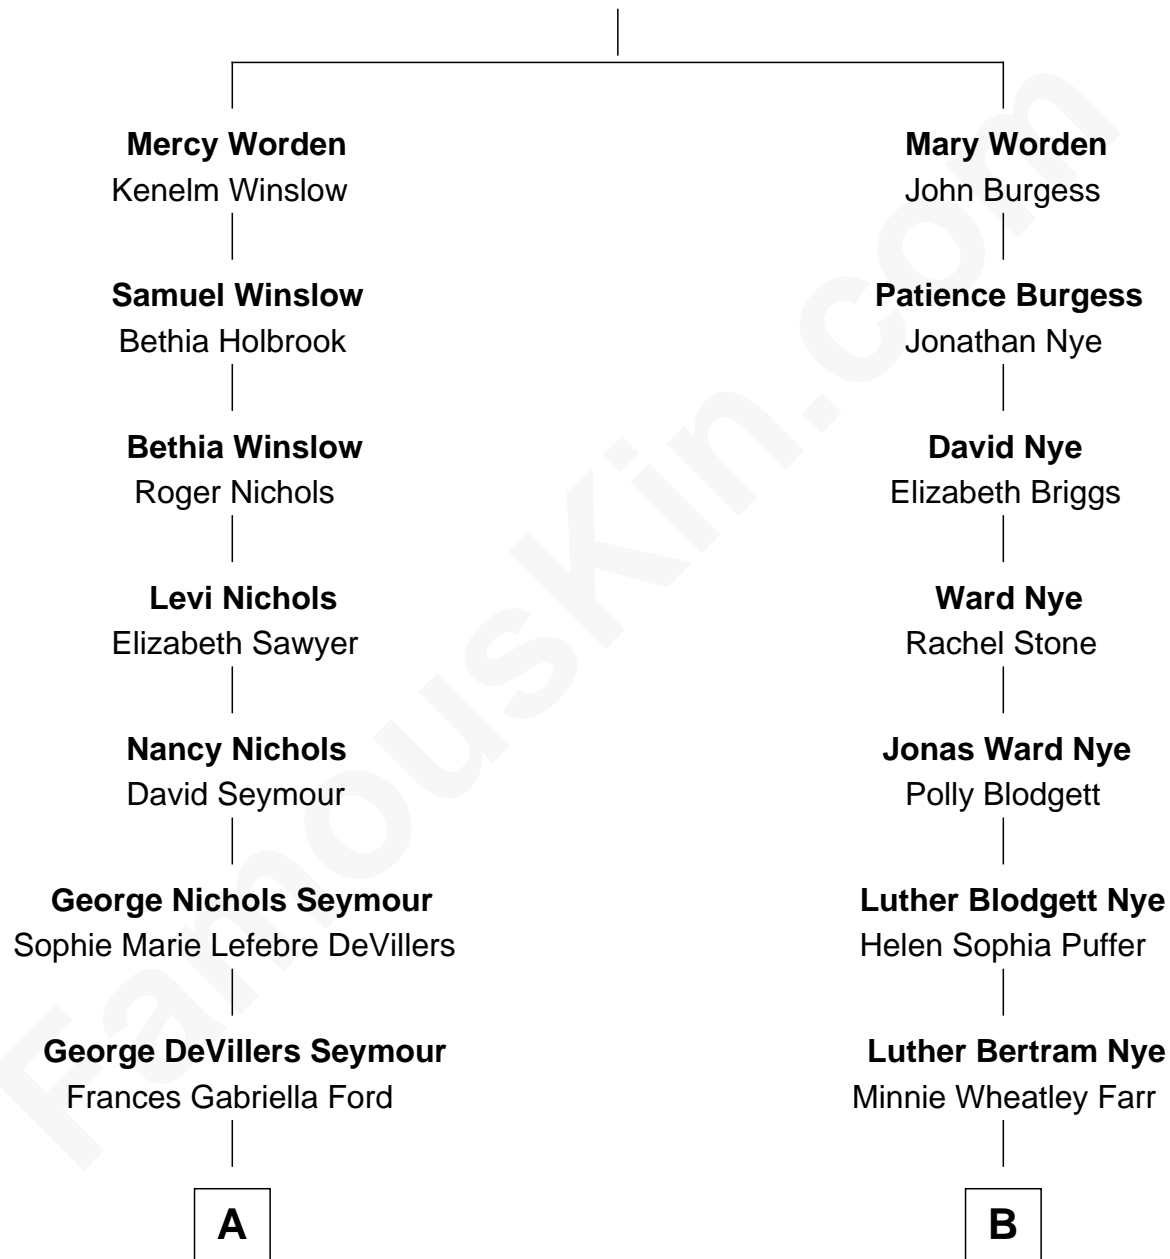 Mercy Worden
Kenelm Winslow
Samuel Winslow
Bethia Holbrook
Bethia Winslow
Roger Nichols
Levi Nichols
Elizabeth Sawyer
Nancy Nichols
David Seymour
George Nichols Seymour
Sophie Marie Lefebre DeVillers
George DeVillers Seymour
Frances Gabriella Ford
A
Mary Worden
John Burgess
Patience Burgess
Jonathan Nye
David Nye
Elizabeth Briggs
Ward Nye
Rachel Stone
Jonas Ward Nye
Polly Blodgett
Luther Blodgett Nye
Helen Sophia Puffer
Luther Bertram Nye
Minnie Wheatley Farr
B
FamousKin.com